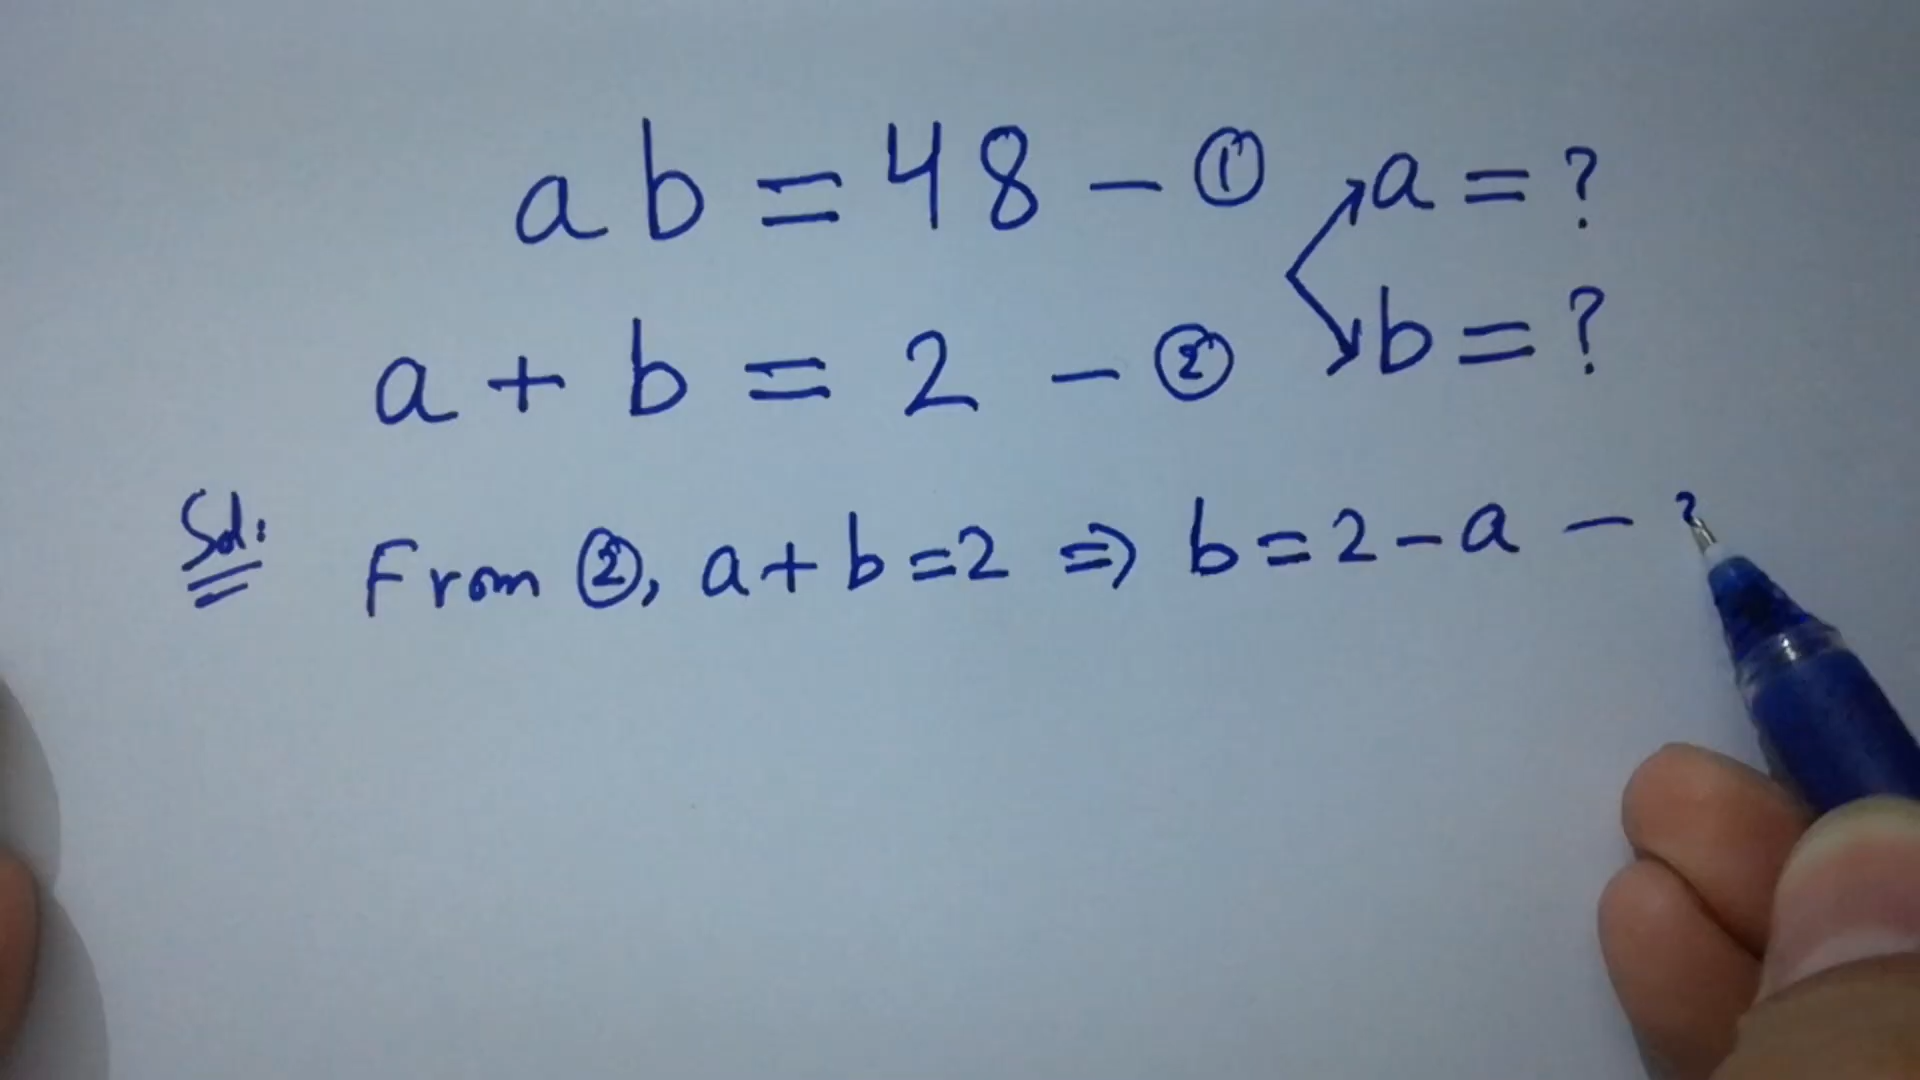 ab = 48 - ① a = ?
a + b = 2 - ② b = ?
Sol: From ②, a + b = 2 ⇒ b = 2 - a -